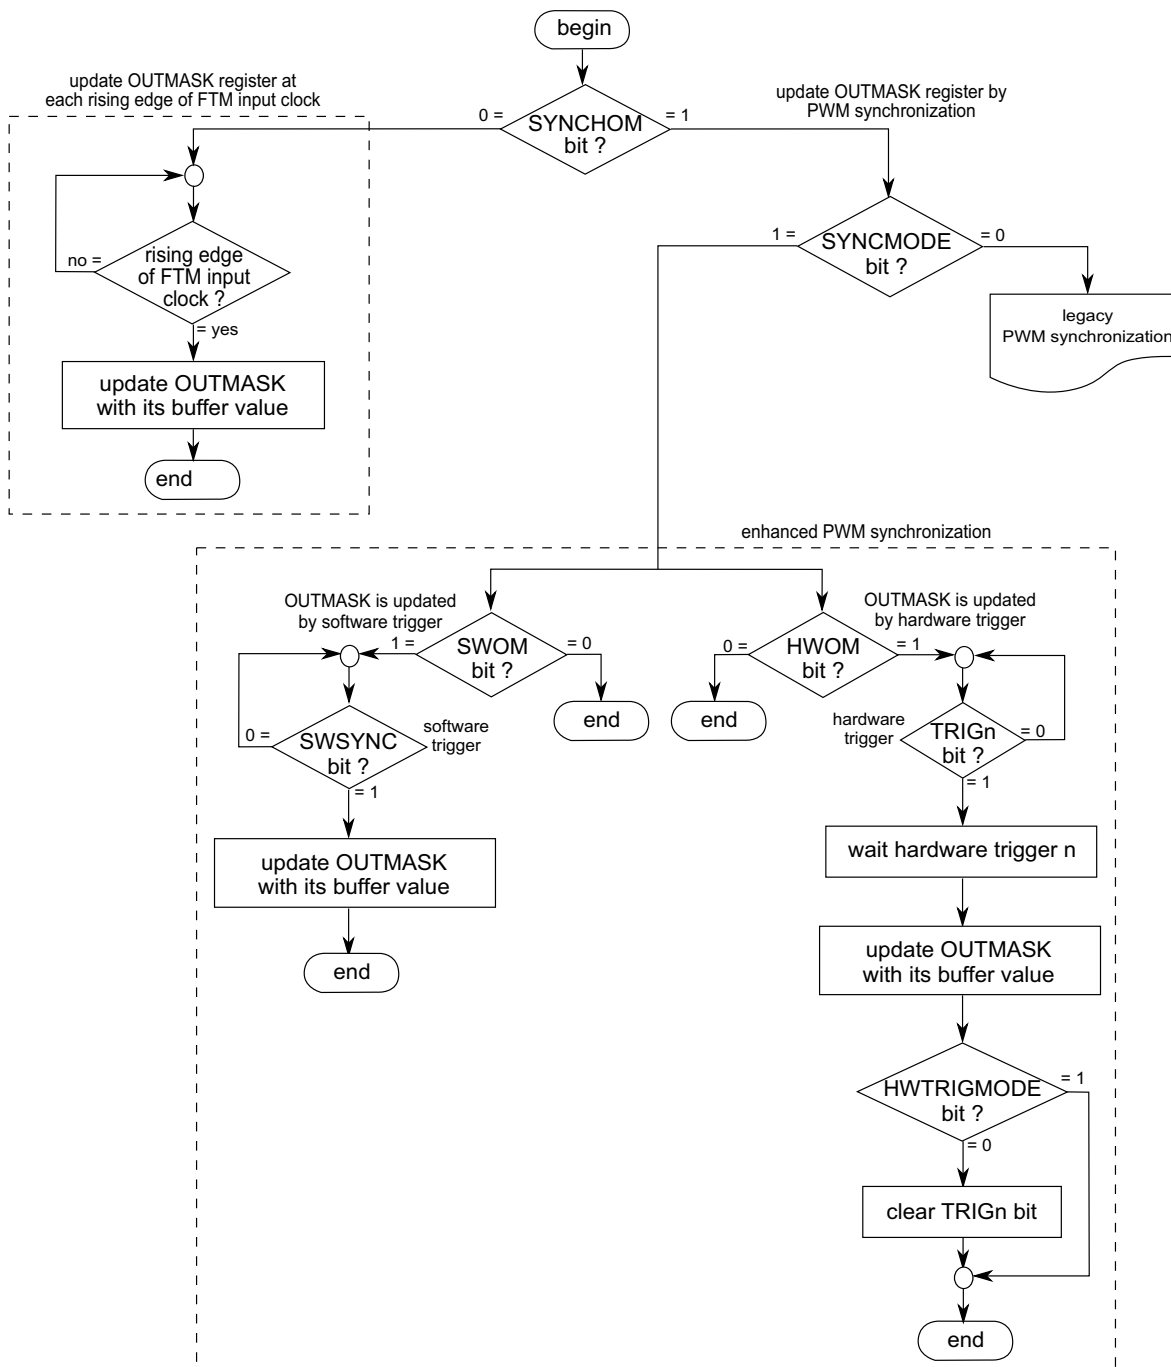 begin
update OUTMASK register at
each rising edge of FTM input clock
update OUTMASK register by
PWM synchronization
0 =
SYNCHOM
bit ?
= 1
1 =
SYNCMODE
bit ?
= 0
no =
rising edge
of FTM input
clock ?
= yes
legacy
PWM synchronization
update OUTMASK
with its buffer value
end
enhanced PWM synchronization
OUTMASK is updated
by software trigger
OUTMASK is updated
by hardware trigger
1 =
SWOM
bit ?
= 0
0 =
HWOM
bit ?
= 1
end
end
0 =
SWSYNC
bit ?
software
trigger
= 1
hardware
trigger
TRIGn
bit ?
= 0
= 1
update OUTMASK
with its buffer value
end
wait hardware trigger n
update OUTMASK
with its buffer value
HWTRIGMODE
bit ?
= 1
= 0
clear TRIGn bit
end